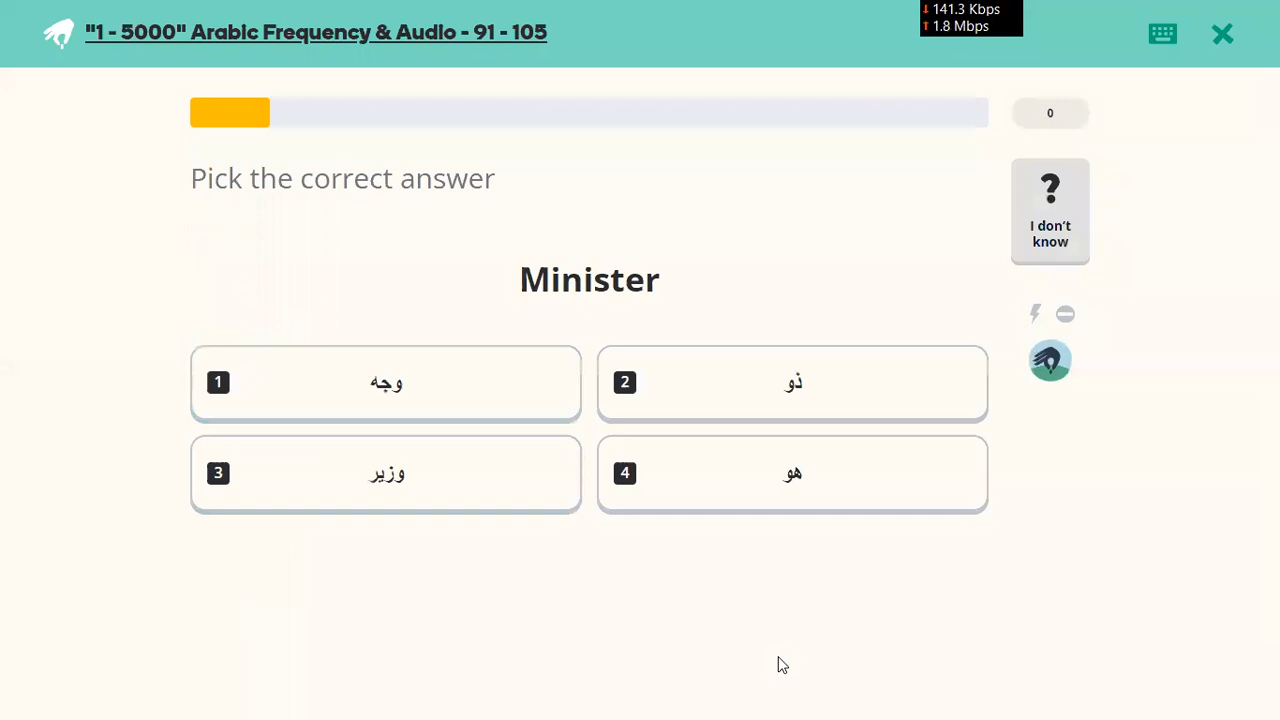 "1 - 5000" Arabic Frequency & Audio - 91 - 105
↓ 141.3 Kbps
↑ 1.8 Mbps
0
Pick the correct answer
?
I don't
know
Minister
1 وجه
2 ذو
3 وزير
4 هو